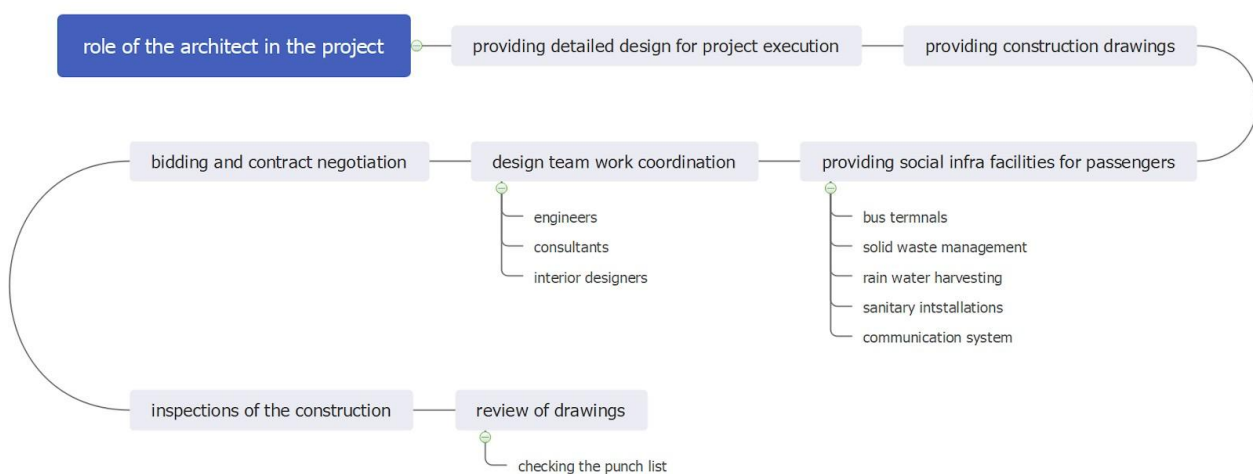 role of the architect in the project
providing detailed design for project execution
providing construction drawings
providing social infra facilities for passengers
bus termnals
solid waste management
rain water harvesting
sanitary intstallations
communication system
design team work coordination
engineers
consultants
interior designers
bidding and contract negotiation
inspections of the construction
review of drawings
checking the punch list